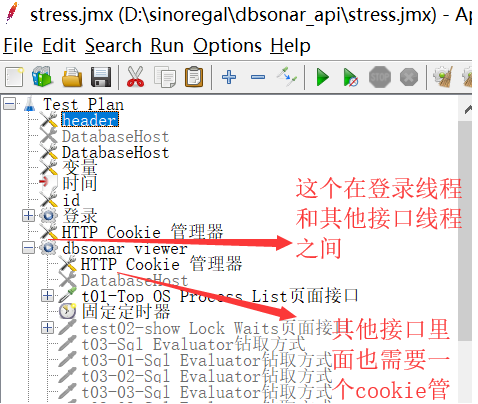 stress.jmx (D:\sinoregal\dbsonar_api\stress.jmx) - Ap
File Edit Search Run Options Help
STOP
Test Plan
header
DatabaseHost
DatabaseHost
变量
时间
id
登录
HTTP Cookie 管理器
dbsonar viewer
HTTP Cookie 管理器
DatabaseHost
t01-Top OS Process List页面接口
固定定时器
test02-show Lock Waits页面接
t03-Sql Evaluator钻取方式
t03-01-Sql Evaluator钻取方式
t03-02-Sql Evaluator钻取方式
t03-03-Sql Evaluator钻取方式
这个在登录线程
和其他接口线程
之间
其他接口里
面也需要一
个cookie管